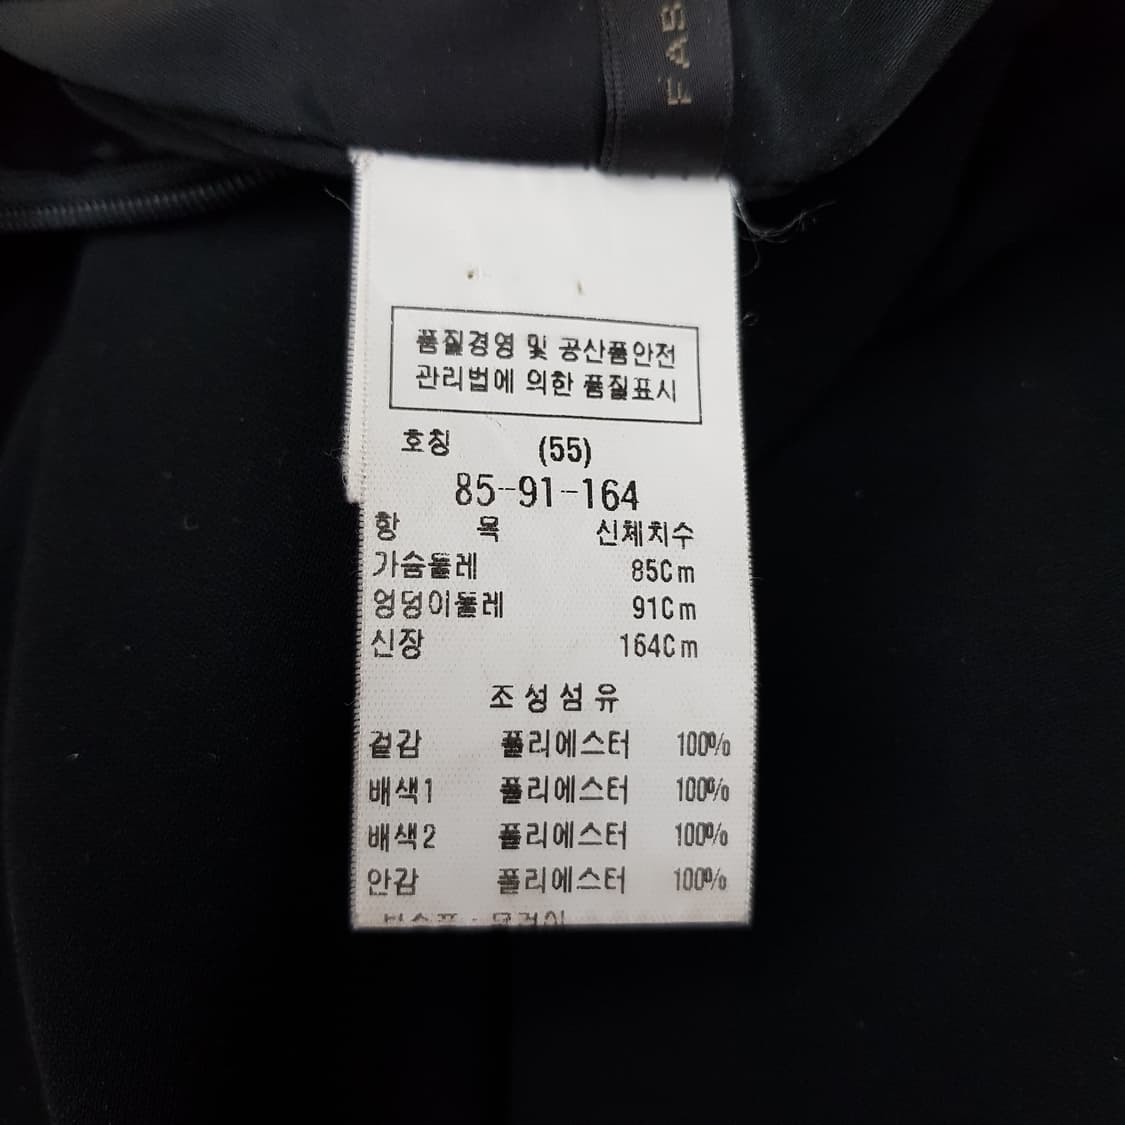 FAS
품질경영 및 공산품안전
관리법에 의한 품질표시
호칭 (55)
85-91-164
항 목 신체치수
가슴둘레 85Cm
엉덩이둘레 91Cm
신장 164Cm
조성섬유
겉감 폴리에스터 100%
배색1 폴리에스터 100%
배색2 폴리에스터 100%
안감 폴리에스터 100%